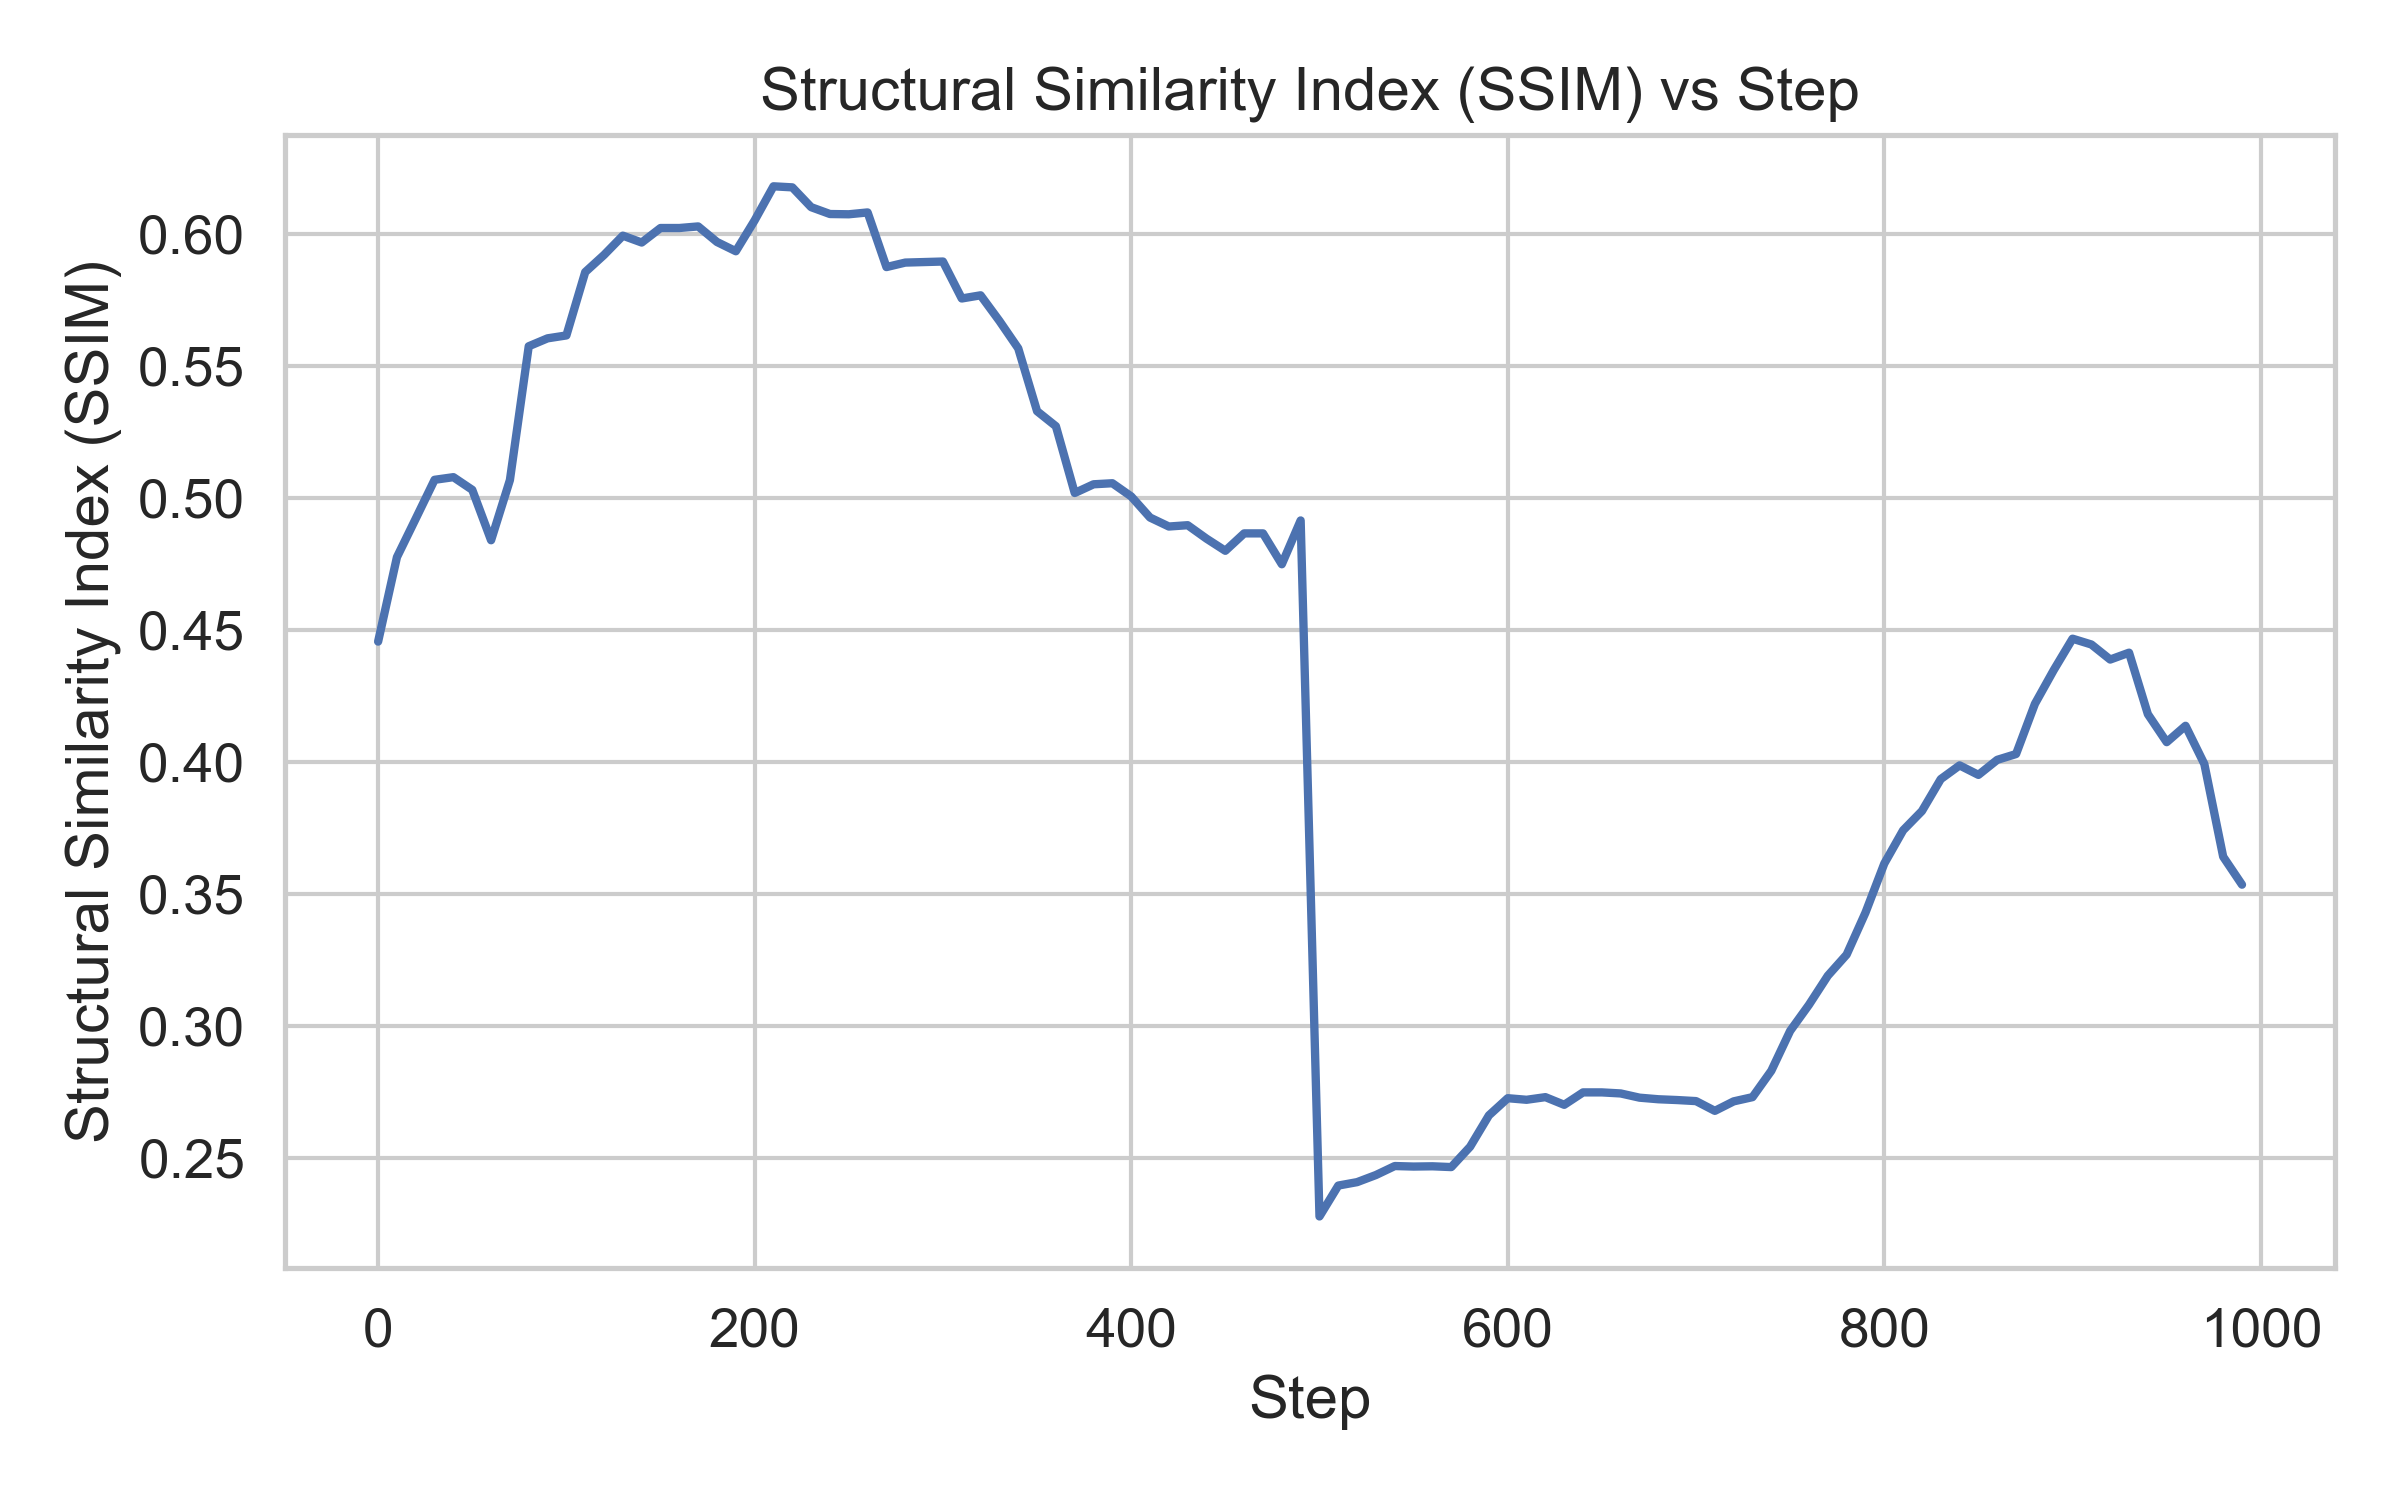 Structural Similarity Index (SSIM) vs Step
Structural Similarity Index (SSIM)
0.60
0.55
0.50
0.45
0.40
0.35
0.30
0.25
0 200 400 600 800 1000
Step